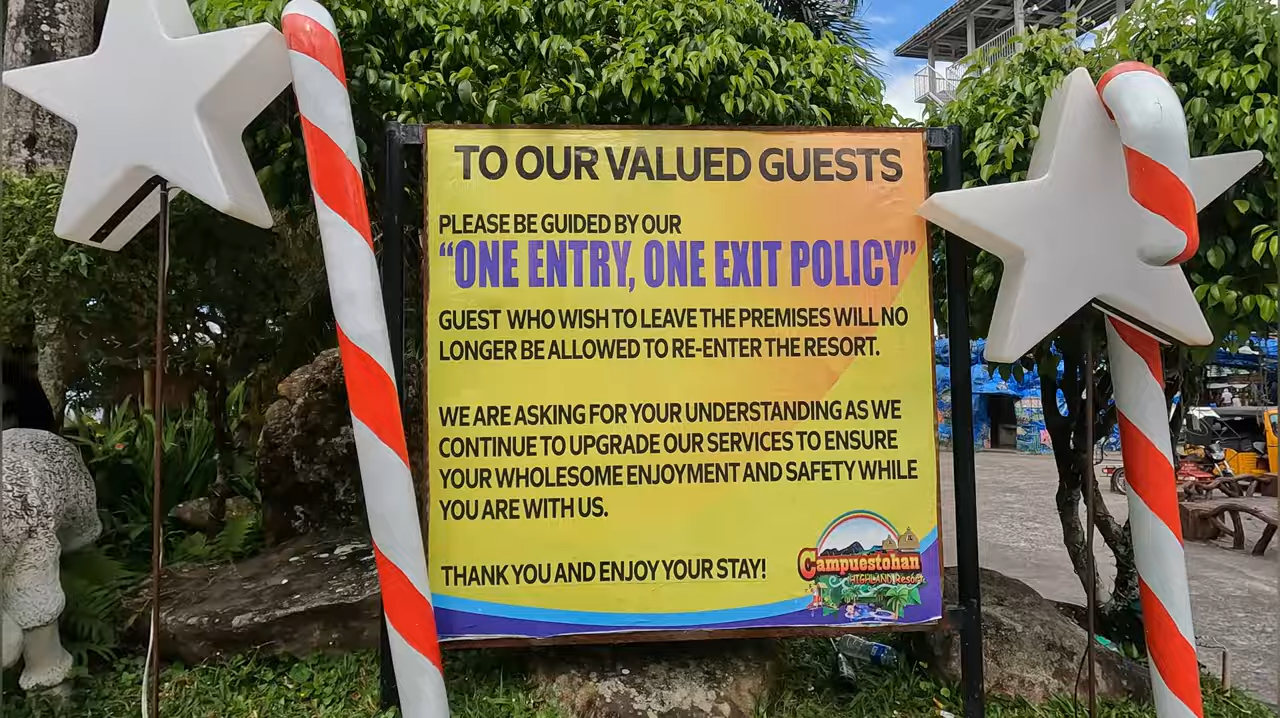 TO OUR VALUED GUESTS
PLEASE BE GUIDED BY OUR
“ONE ENTRY, ONE EXIT POLICY”
GUEST WHO WISH TO LEAVE THE PREMISES WILL NO
LONGER BE ALLOWED TO RE-ENTER THE RESORT.
WE ARE ASKING FOR YOUR UNDERSTANDING AS WE
CONTINUE TO UPGRADE OUR SERVICES TO ENSURE
YOUR WHOLESOME ENJOYMENT AND SAFETY WHILE
YOU ARE WITH US.
THANK YOU AND ENJOY YOUR STAY!
Campuestohan
HIGHLAND Resort